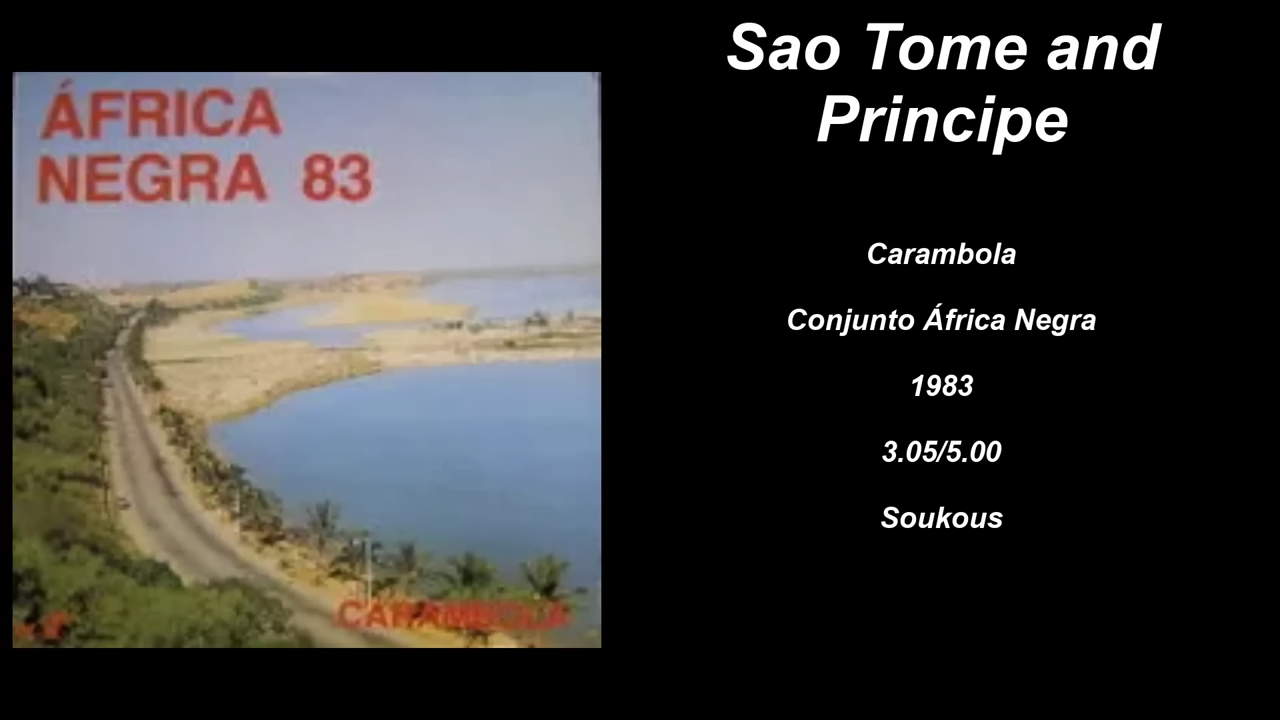 ÁFRICA
NEGRA 83
CARAMBOLA
Sao Tome and
Principe
Carambola
Conjunto África Negra
1983
3.05/5.00
Soukous